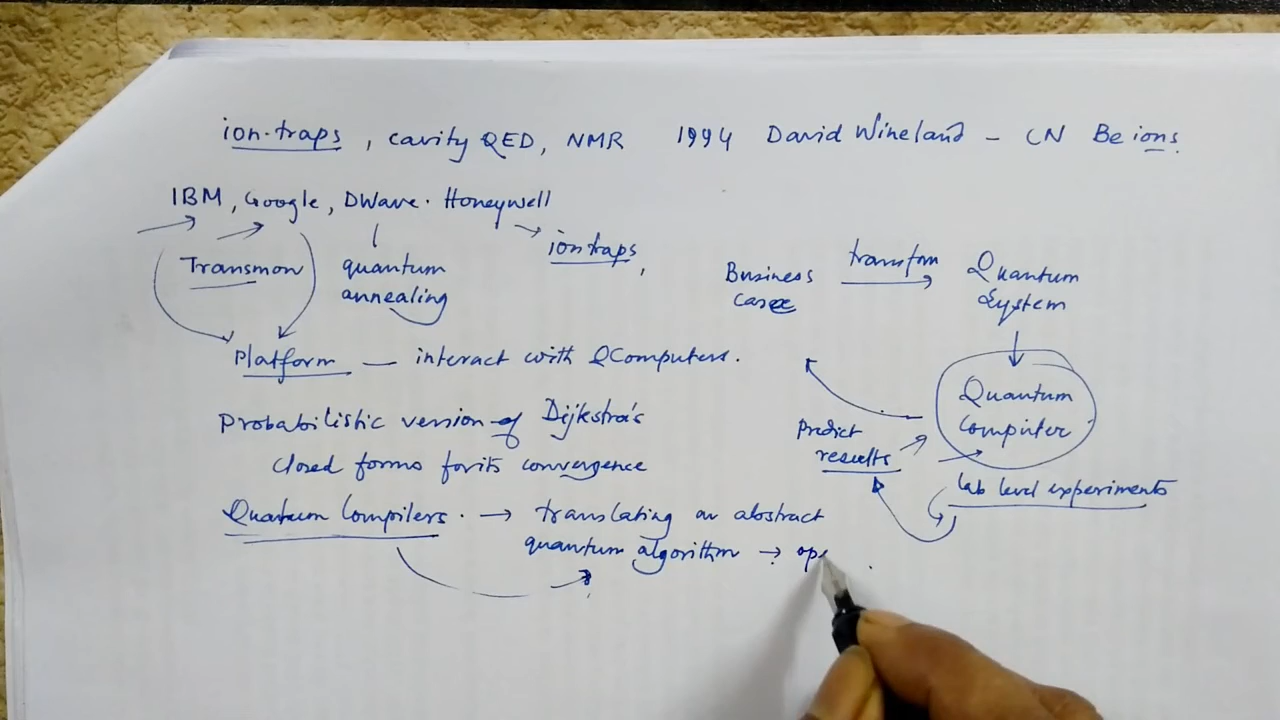 ion-traps, cavity QED, NMR 1994 David Wineland - CN Be ions.
IBM, Google, DWave. Honeywell
ion traps,
Transmon
quantum
annealing
Platform — interact with QComputers.
Probabilistic version of Dijkstra's
closed forms for its convergence
Quantum Compilers. → translating an abstract
quantum algorithm → ope
Business
case
transfom
Quantum
System
Quantum
Computer
Predict
results
lab level experiments